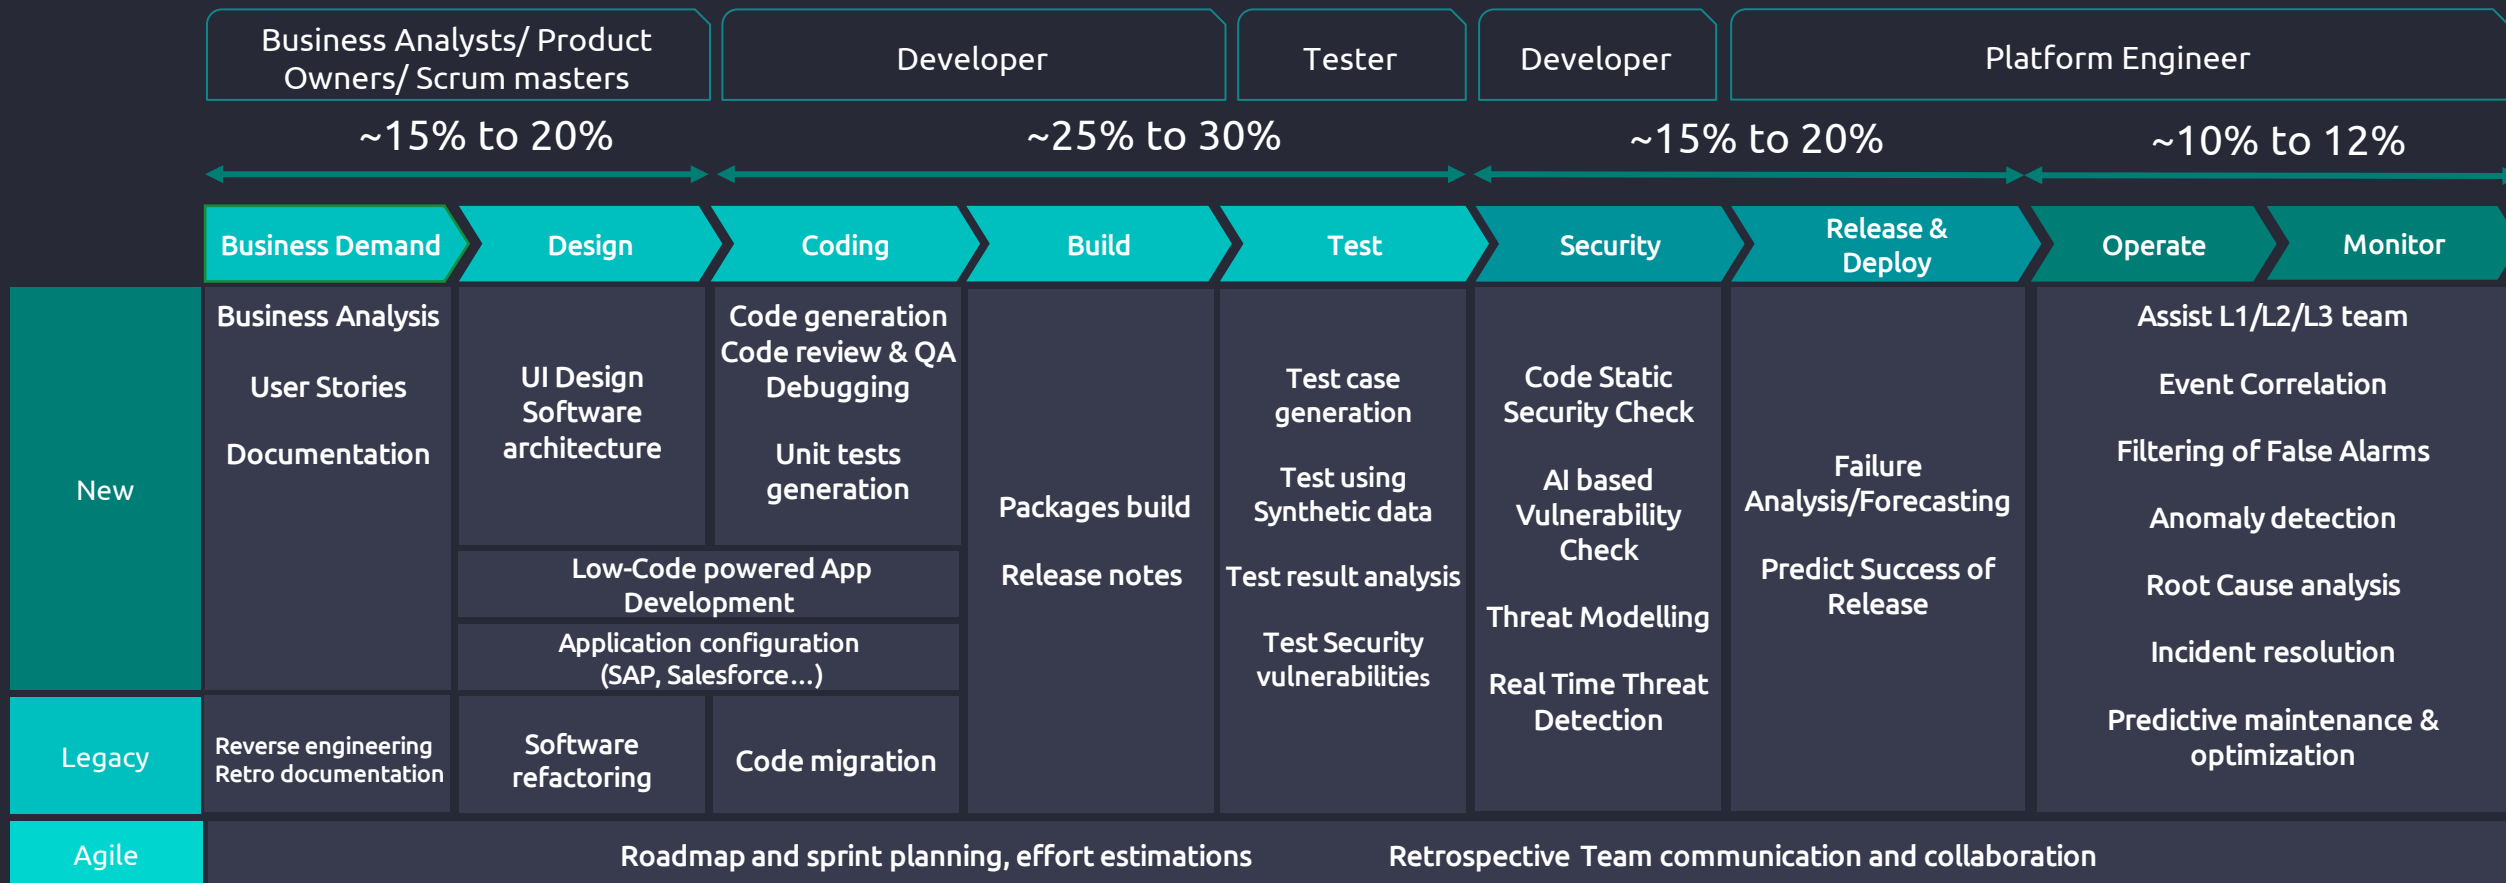 Business Analysts/ Product
Owners/ Scrum masters
Developer
Tester
Developer
Platform Engineer
~15% to 20%
~25% to 30%
~15% to 20%
~10% to 12%
Business Demand
Design
Coding
Build
Test
Security
Release &
Deploy
Operate
Monitor
New
Business Analysis
User Stories
Documentation
UI Design
Software
architecture
Code generation
Code review & QA
Debugging
Unit tests
generation
Low-Code powered App
Development
Application configuration
(SAP, Salesforce...)
Packages build
Release notes
Test case
generation
Test using
Synthetic data
Test result analysis
Test Security
vulnerabilities
Code Static
Security Check
AI based
Vulnerability
Check
Threat Modelling
Real Time Threat
Detection
Failure
Analysis/Forecasting
Predict Success of
Release
Assist L1/L2/L3 team
Event Correlation
Filtering of False Alarms
Anomaly detection
Root Cause analysis
Incident resolution
Predictive maintenance &
optimization
Legacy
Reverse engineering
Retro documentation
Software
refactoring
Code migration
Agile
Roadmap and sprint planning, effort estimations
Retrospective Team communication and collaboration